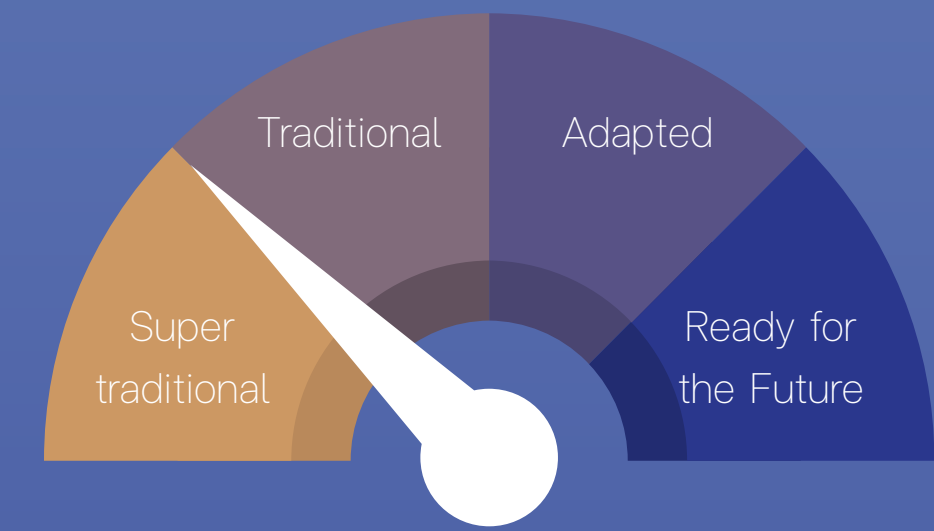 Traditional
Adapted
Super
traditional
Ready for
the Future